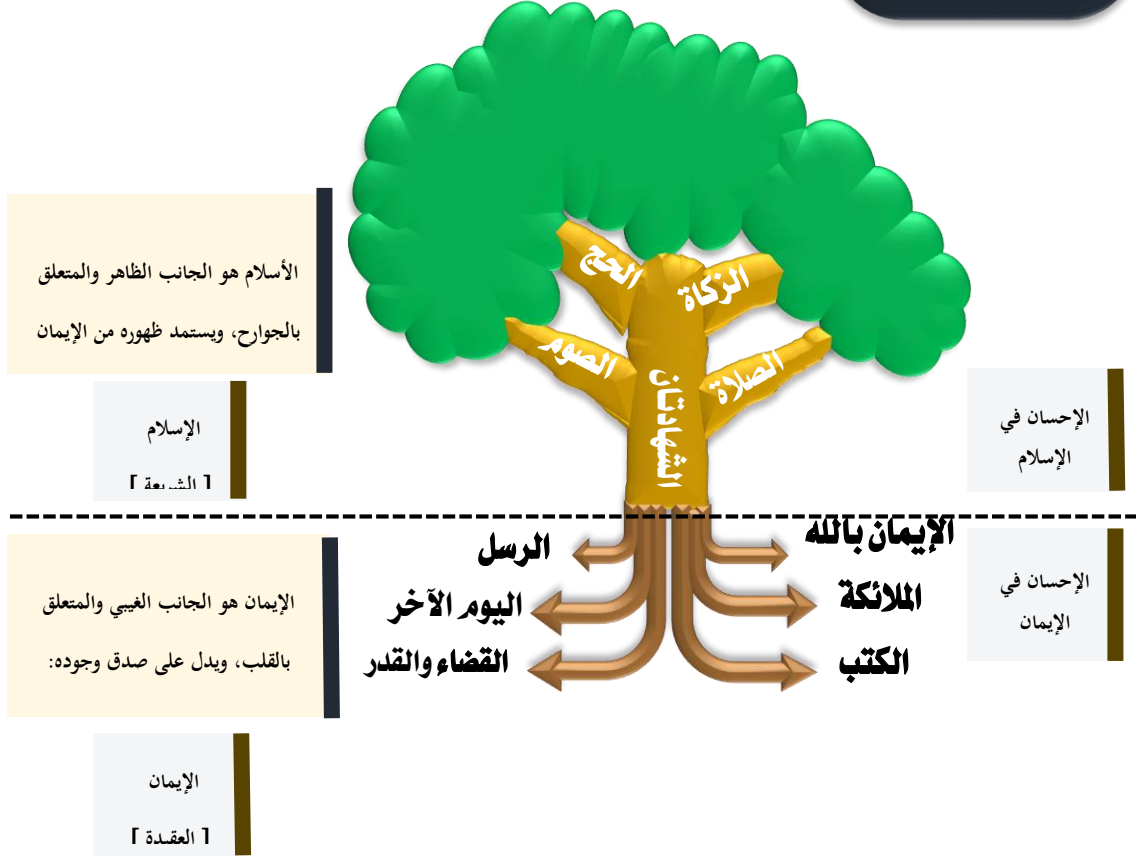 الزكاة
الحج
الصلاة
الصوم
الشهادتان
الأسلام هو الجانب الظاهر والمتعلق
بالجوارح، ويستمد ظهوره من الإيمان
الإسلام
[ الشريعة ]
الإحسان في
الإسلام
الإيمان بالله
الملائكة
الكتب
الرسل
اليوم الآخر
القضاء والقدر
الإحسان في
الإيمان
الإيمان هو الجانب الغيبي والمتعلق
بالقلب، ويدل على صدق وجوده:
الإيمان
[ العقيدة ]